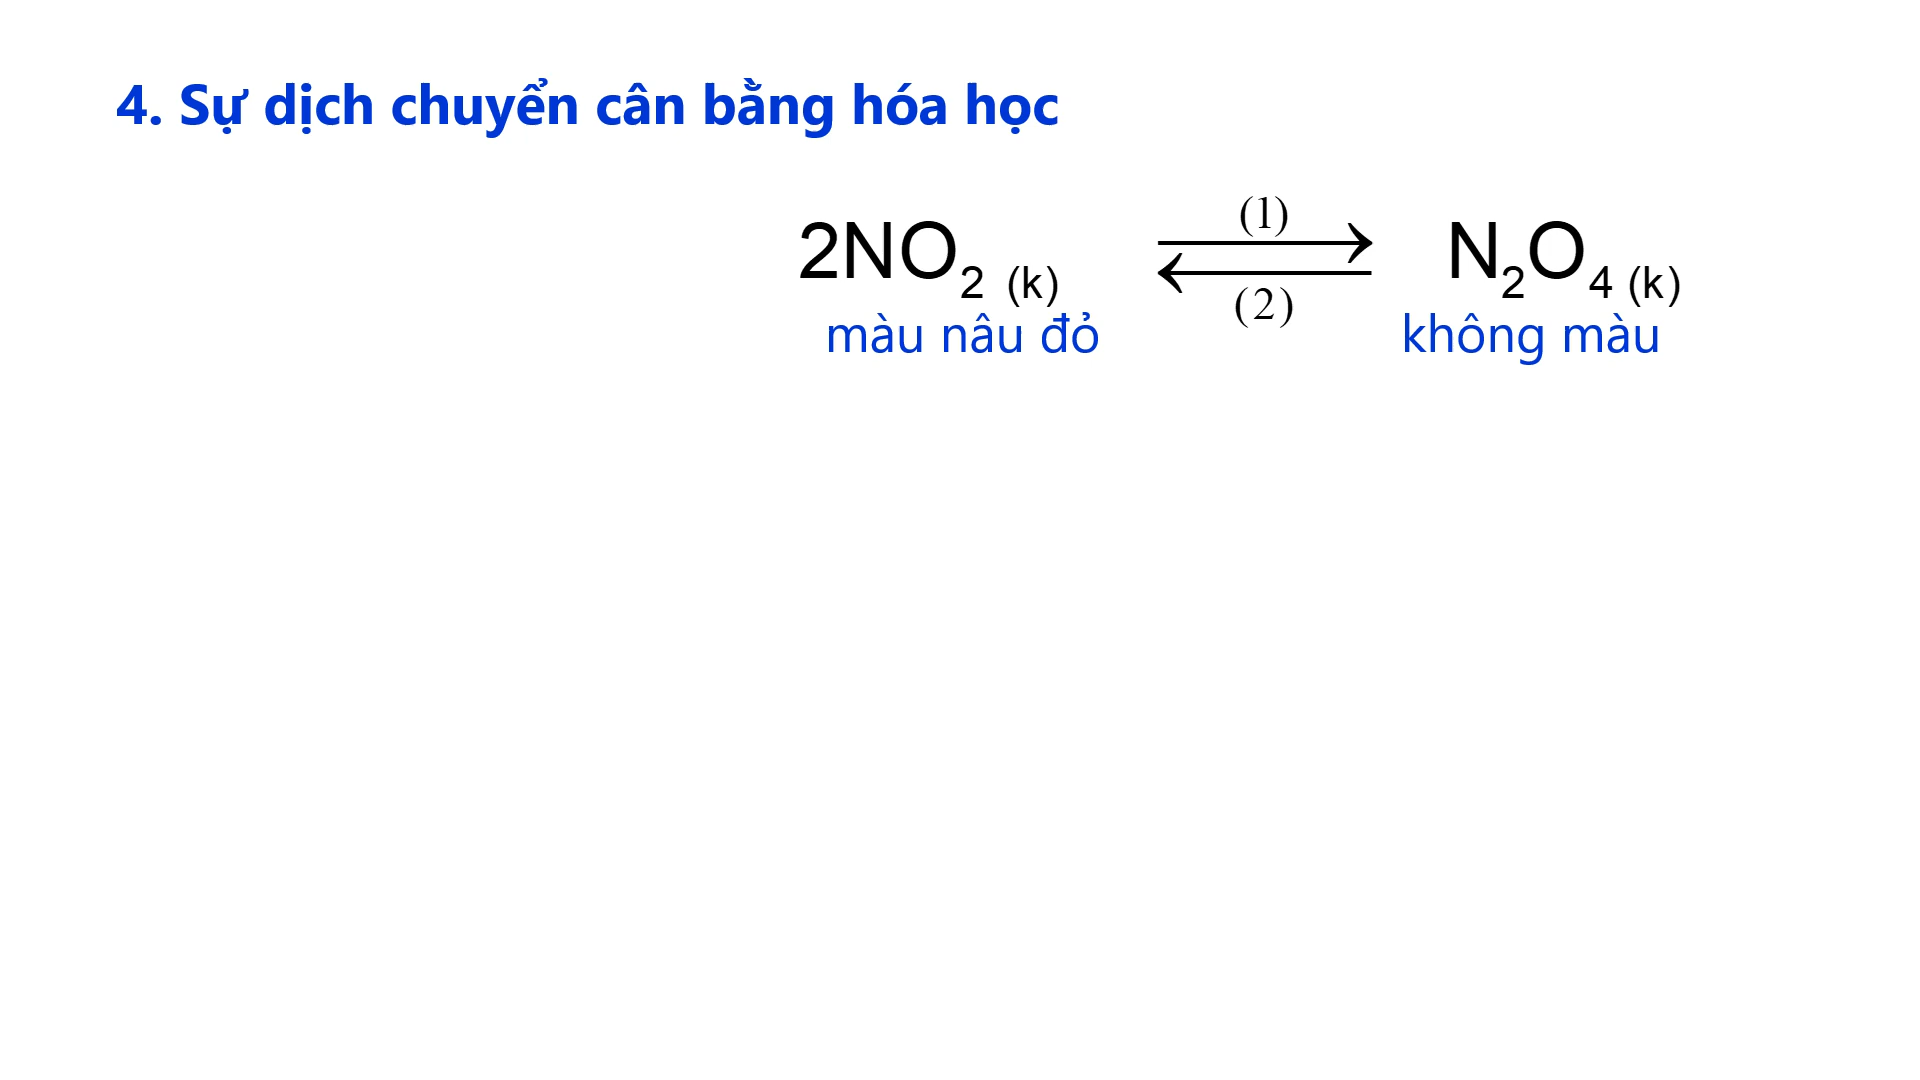 4. Sự dịch chuyển cân bằng hóa học
(1)
2NO₂ (k) ⇄ N₂O₄ (k)
(2)
màu nâu đỏ không màu